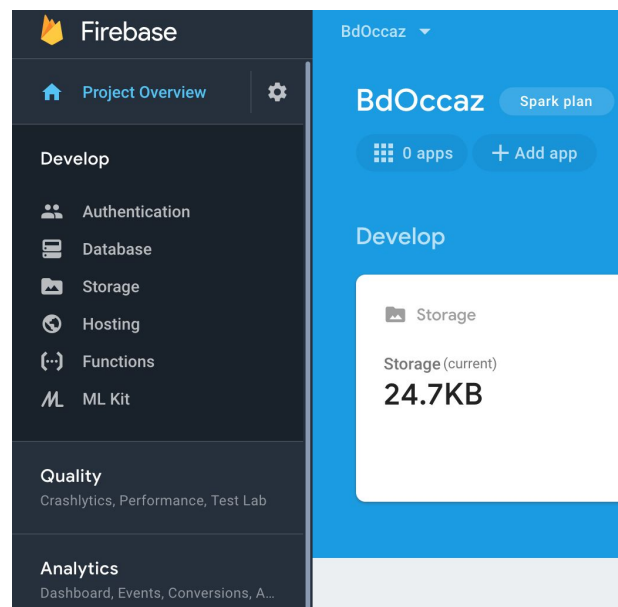 Firebase
Project Overview
Develop
Authentication
Database
Storage
Hosting
Functions
ML Kit
Quality
Crashlytics, Performance, Test Lab
Analytics
Dashboard, Events, Conversions, A...
BdOccaz
BdOccaz Spark plan
0 apps + Add app
Develop
Storage
Storage (current)
24.7KB